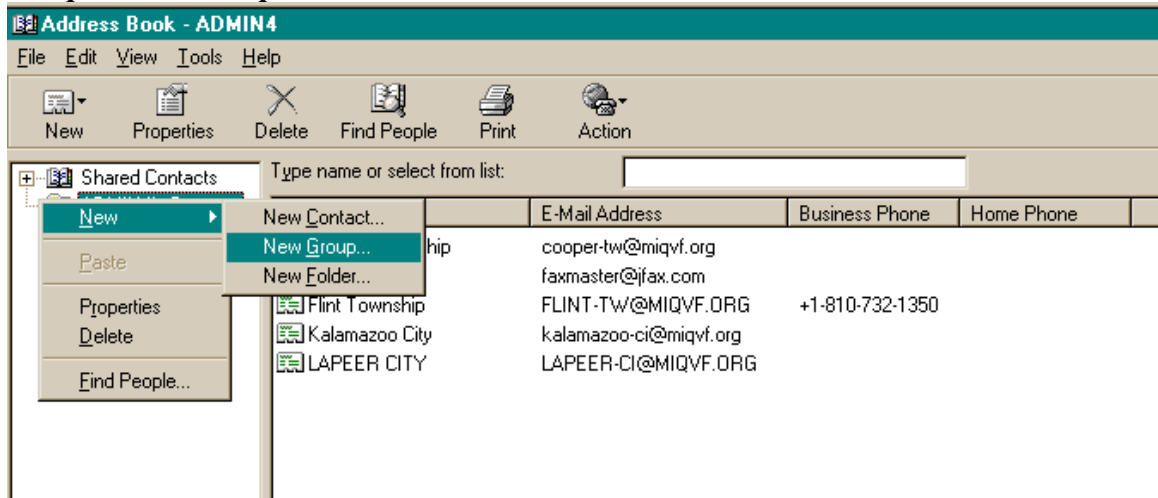 Address Book - ADMIN4
File Edit View Tools Help
New Properties Delete Find People Print Action
Shared Contacts
Type name or select from list:
E-Mail Address Business Phone Home Phone
New
Paste
Properties
Delete
Find People...
New Contact...
New Group...
New Folder...
hip cooper-tw@miqvf.org
faxmaster@jfax.com
Flint Township FLINT-TW@MIQVF.ORG +1-810-732-1350
Kalamazoo City kalamazoo-ci@miqvf.org
LAPEER CITY LAPEER-CI@MIQVF.ORG